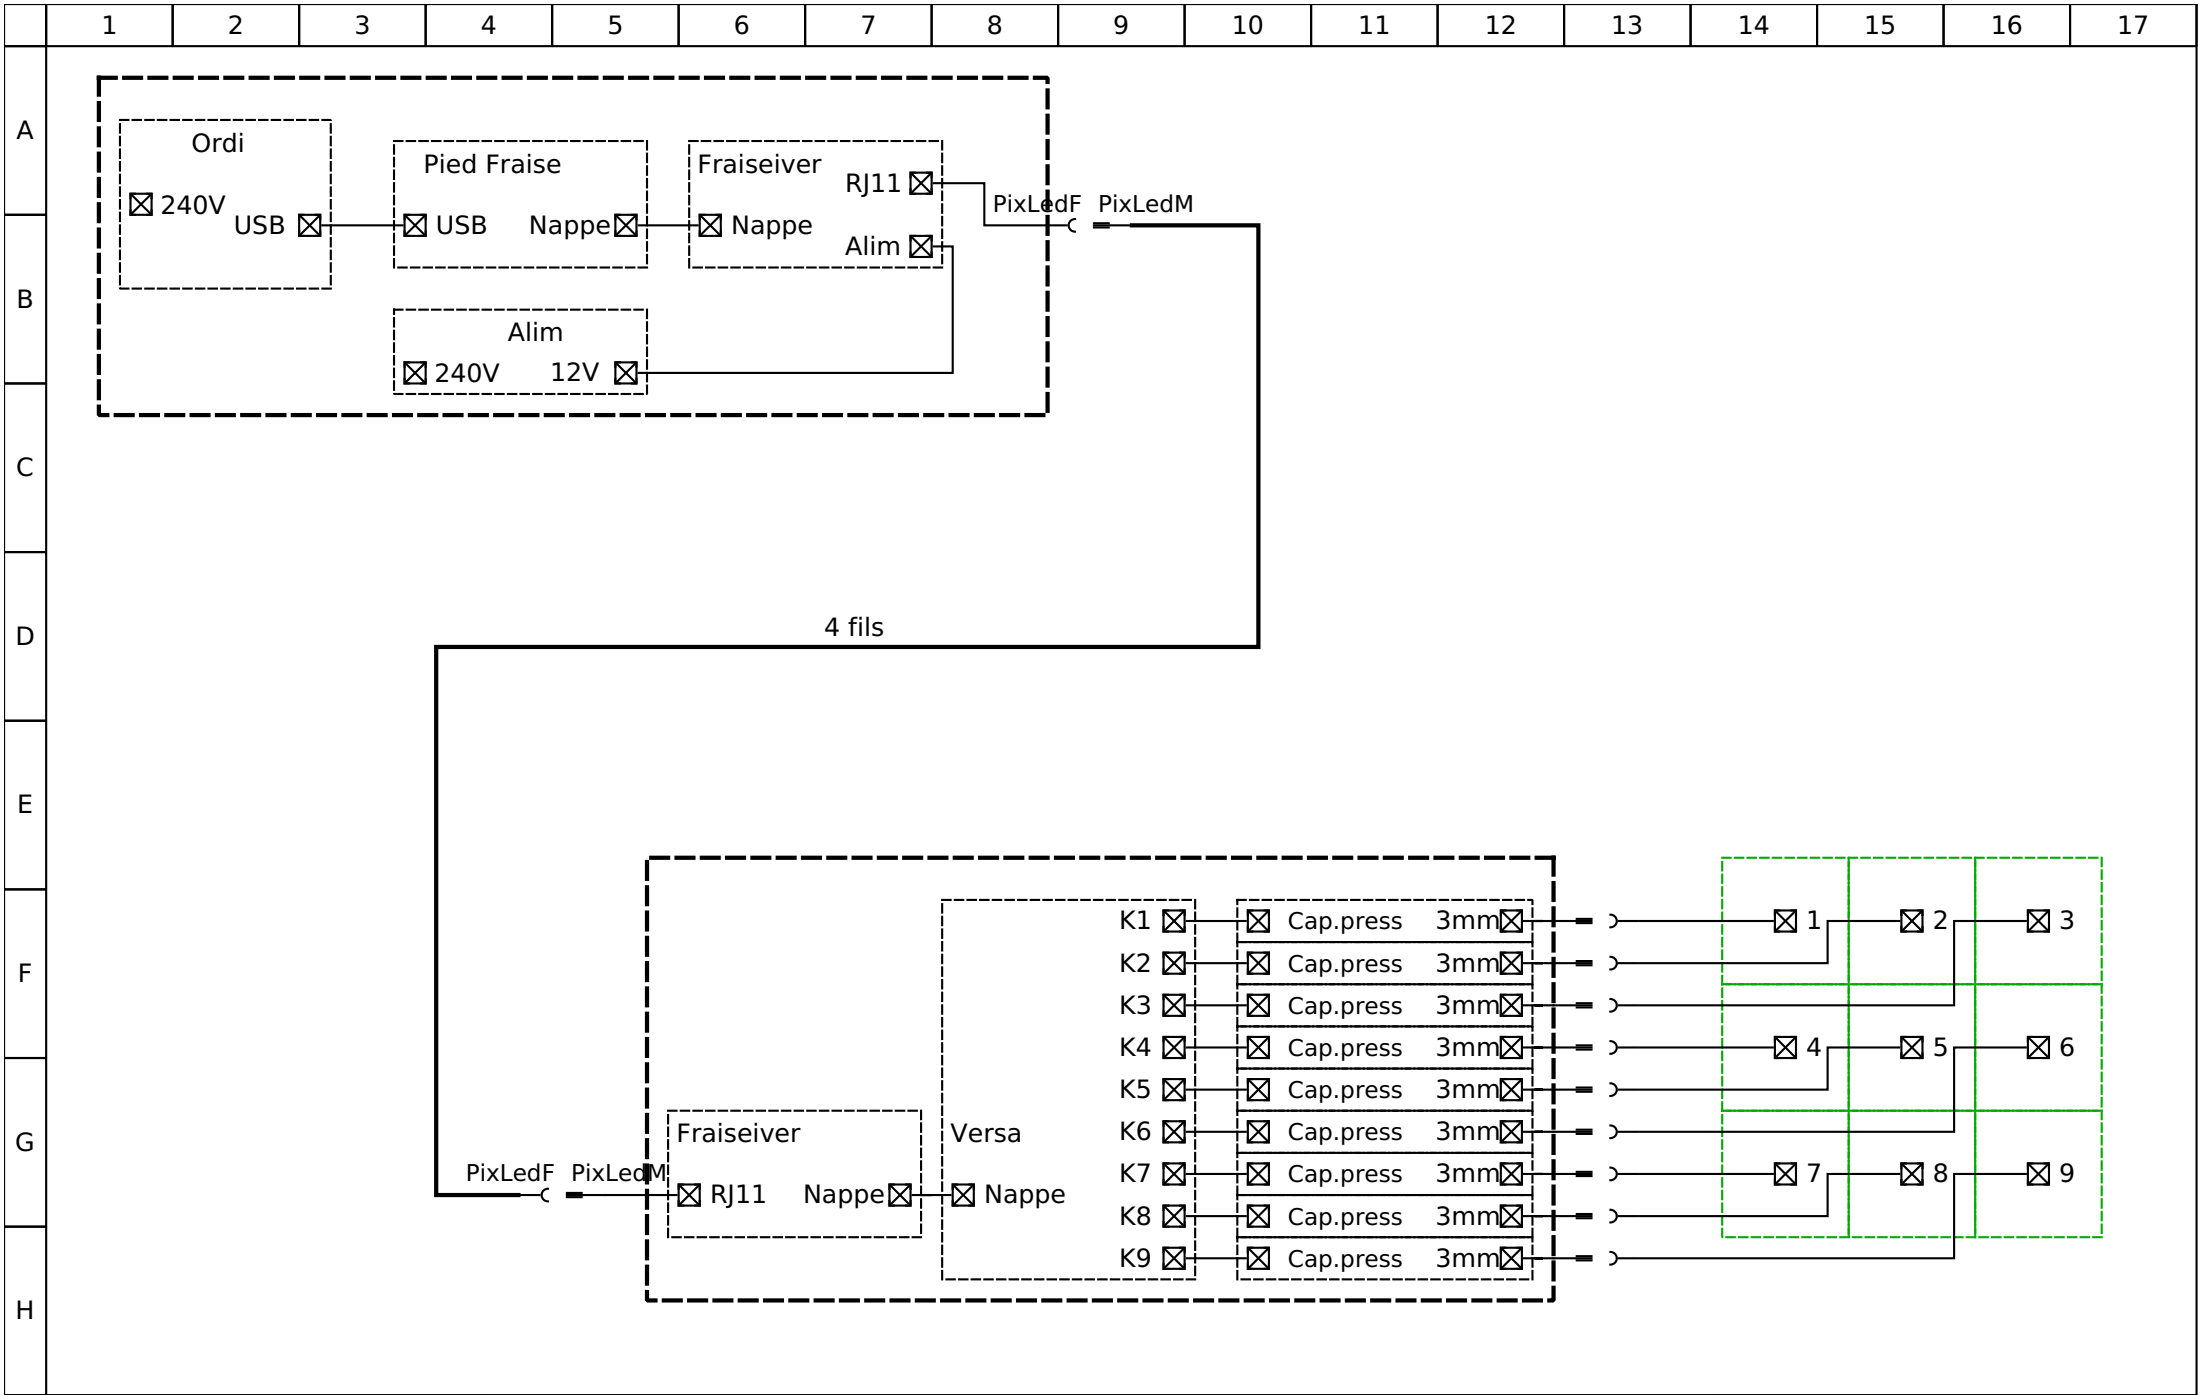 1 2 3 4 5 6 7 8 9 10 11 12 13 14 15 16 17
A
Ordi
240V
USB
Pied Fraise
USB Nappe
Fraiseiver
RJ11
Nappe
Alim
PixLedF PixLedM
B
Alim
240V 12V
C
D
4 fils
E
F
G
H
PixLedF PixLedM
Fraiseiver
RJ11 Nappe
Versa
Nappe
K1 Cap.press 3mm
K2 Cap.press 3mm
K3 Cap.press 3mm
K4 Cap.press 3mm
K5 Cap.press 3mm
K6 Cap.press 3mm
K7 Cap.press 3mm
K8 Cap.press 3mm
K9 Cap.press 3mm
1 2 3
4 5 6
7 8 9